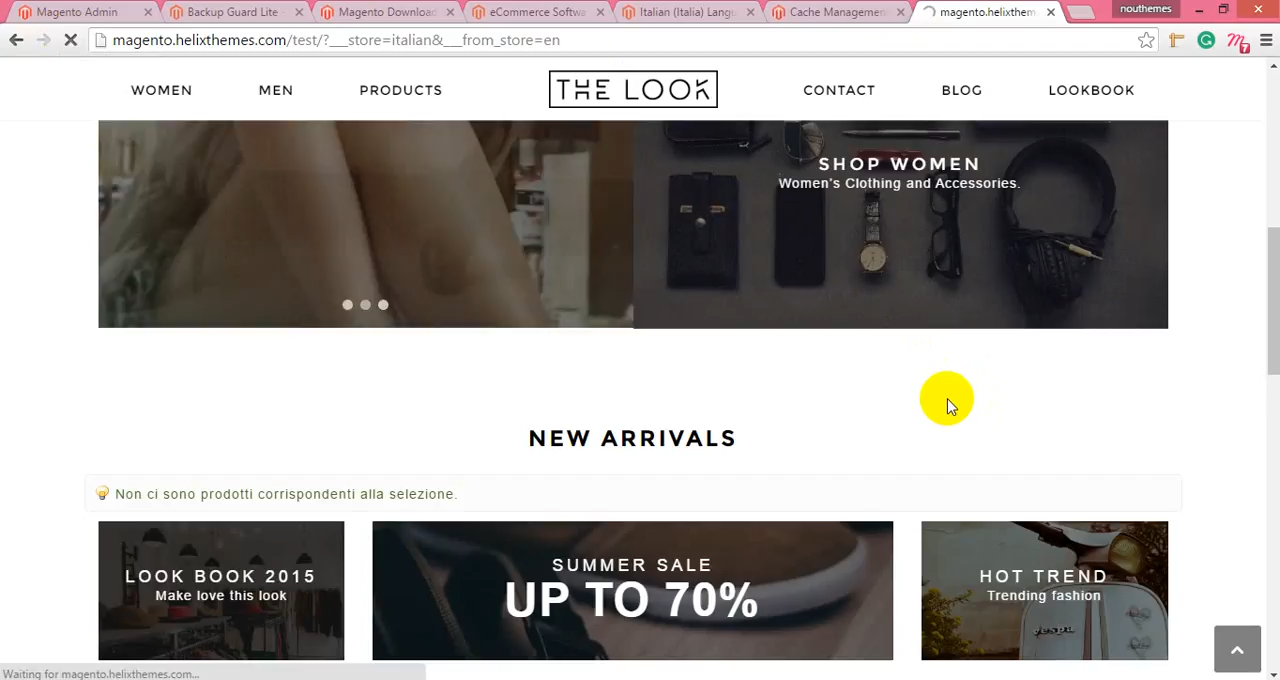 Magento Admin
Backup Guard Lite -
Magento Download
eCommerce Softwa
Italian (Italia) Langu
Cache Management
magento.helixthem
nouthemes
magento.helixthemes.com/test/?___store=italian&___from_store=en
7
WOMEN
MEN
PRODUCTS
THE LOOK
CONTACT
BLOG
LOOKBOOK
SHOP WOMEN
Women's Clothing and Accessories.
NEW ARRIVALS
Non ci sono prodotti corrispondenti alla selezione.
LOOK BOOK 2015
Make love this look
SUMMER SALE
UP TO 70%
HOT TREND
Trending fashion
vespa
Waiting for magento.helixthemes.com...